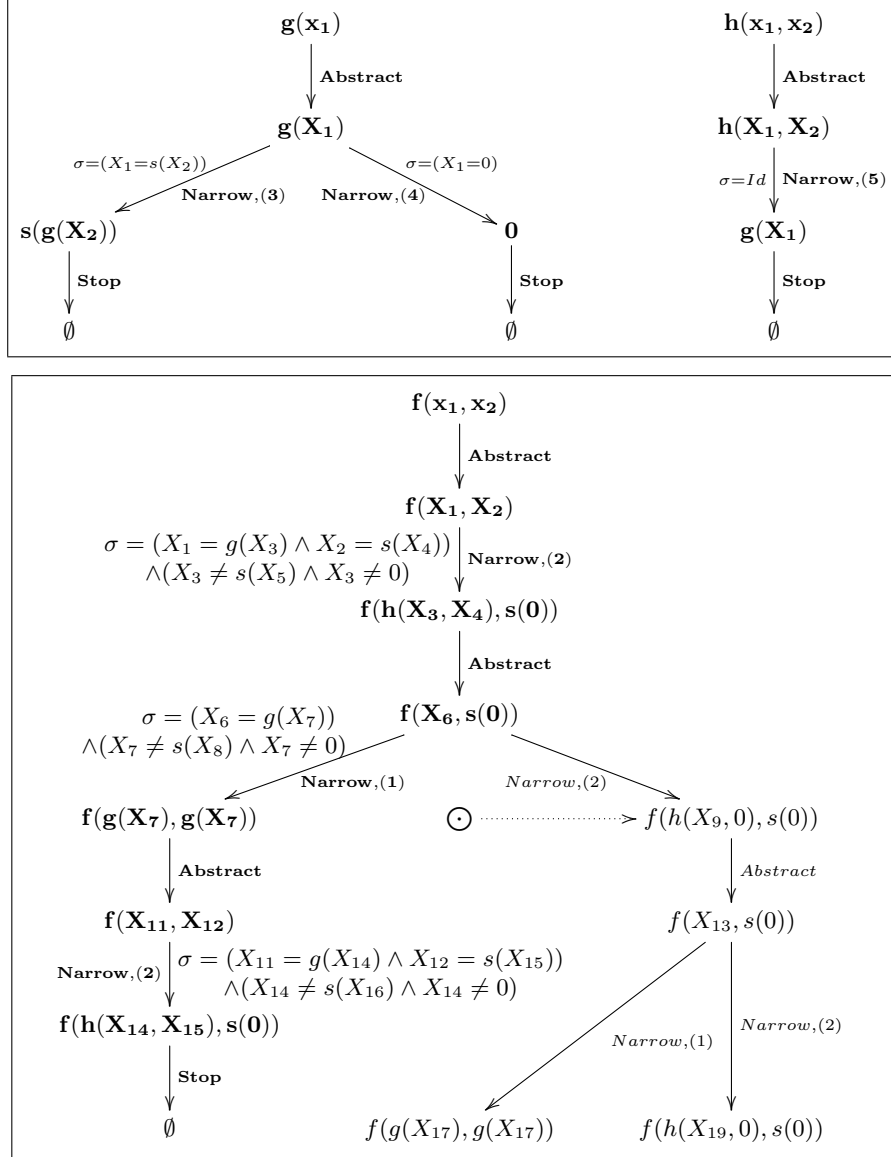 g(x₁)
Abstract
g(X₁)
σ=(X₁=s(X₂))
Narrow,(3)
σ=(X₁=0)
Narrow,(4)
s(g(X₂))
0
Stop
Stop
∅
∅
h(x₁, x₂)
Abstract
h(X₁, X₂)
σ=Id Narrow,(5)
g(X₁)
Stop
∅
f(x₁, x₂)
Abstract
f(X₁, X₂)
σ = (X₁ = g(X₃) ∧ X₂ = s(X₄))
∧(X₃ ≠ s(X₅) ∧ X₃ ≠ 0)
Narrow,(2)
f(h(X₃, X₄), s(0))
Abstract
f(X₆, s(0))
σ = (X₆ = g(X₇))
∧(X₇ ≠ s(X₈) ∧ X₇ ≠ 0)
Narrow,(1)
Narrow,(2)
f(g(X₇), g(X₇))
⊙
f(h(X₉, 0), s(0))
Abstract
Abstract
f(X₁₁, X₁₂)
f(X₁₃, s(0))
Narrow,(2)
σ = (X₁₁ = g(X₁₄) ∧ X₁₂ = s(X₁₅))
∧(X₁₄ ≠ s(X₁₆) ∧ X₁₄ ≠ 0)
f(h(X₁₄, X₁₅), s(0))
Narrow,(1)
Narrow,(2)
Stop
∅
f(g(X₁₇), g(X₁₇))
f(h(X₁₉, 0), s(0))